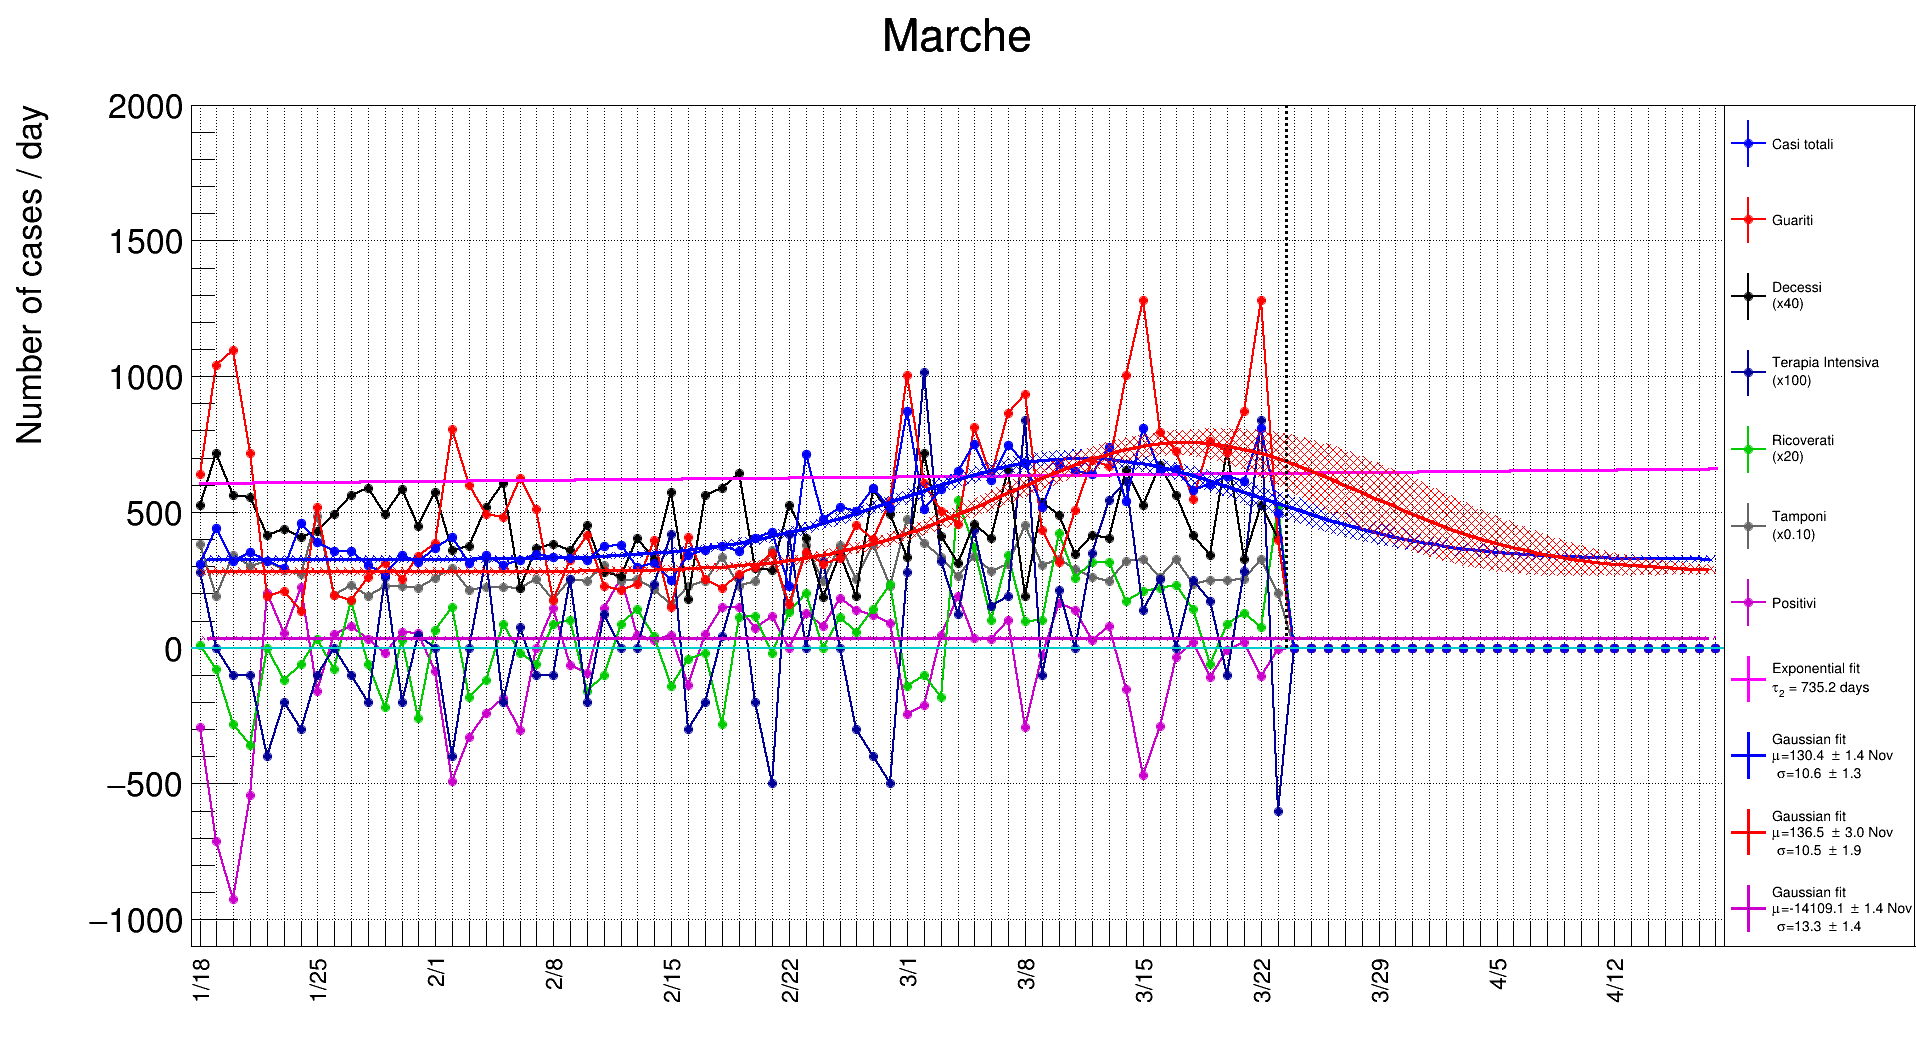 Marche
Number of cases / day
2000
1500
1000
500
0
−500
−1000
1/18
1/25
2/1
2/8
2/15
2/22
3/1
3/8
3/15
3/22
3/29
4/5
4/12
Casi totali
Guariti
Decessi
(x40)
Terapia Intensiva
(x100)
Ricoverati
(x20)
Tamponi
(x0.10)
Positivi
Exponential fit
τ2 = 735.2 days
Gaussian fit
μ=130.4 ± 1.4 Nov
σ=10.6 ± 1.3
Gaussian fit
μ=136.5 ± 3.0 Nov
σ=10.5 ± 1.9
Gaussian fit
μ=-14109.1 ± 1.4 Nov
σ=13.3 ± 1.4